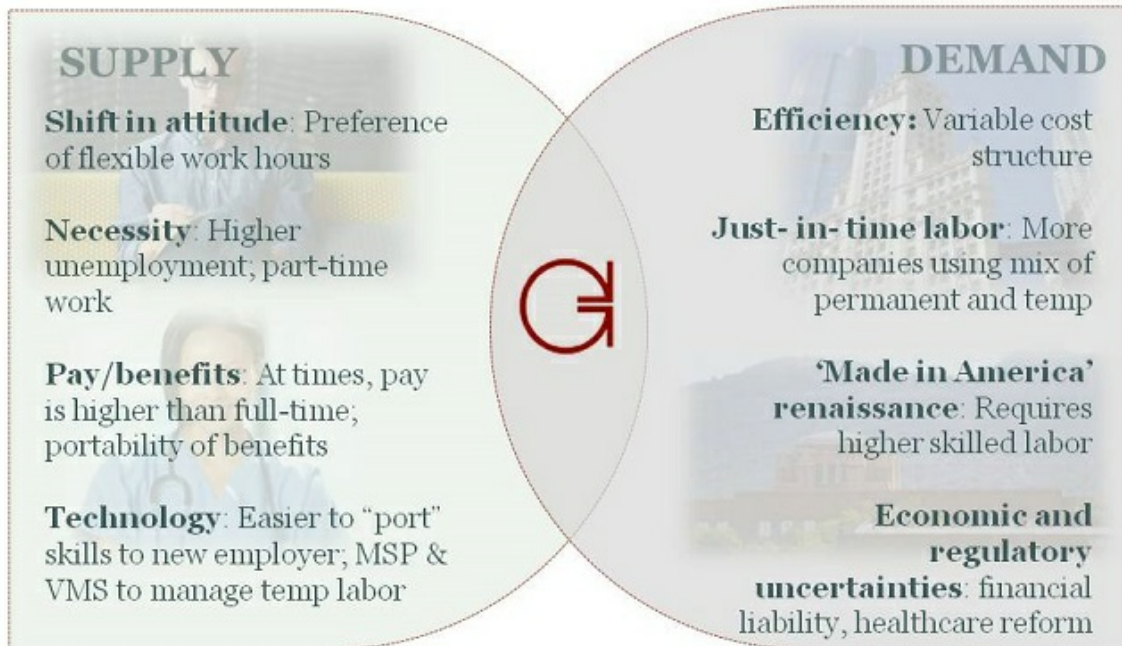 SUPPLY
Shift in attitude: Preference
of flexible work hours
Necessity: Higher
unemployment; part-time
work
Pay/benefits: At times, pay
is higher than full-time;
portability of benefits
Technology: Easier to “port”
skills to new employer; MSP &
VMS to manage temp labor
DEMAND
Efficiency: Variable cost
structure
Just- in- time labor: More
companies using mix of
permanent and temp
‘Made in America’
renaissance: Requires
higher skilled labor
Economic and
regulatory
uncertainties: financial
liability, healthcare reform